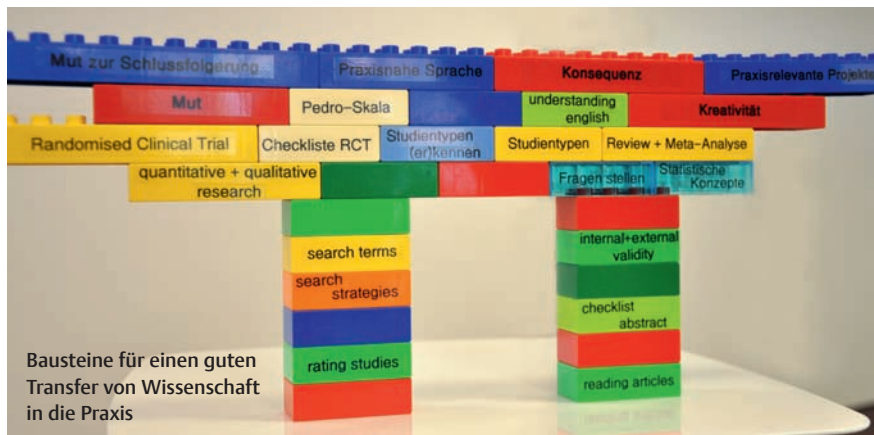 Mut zur Schlussfolgerung
Praxisnahe Sprache
Konsequenz
Praxisrelevante Projekte
Mut
Pedro-Skala
understanding
english
Kreativität
Randomised Clinical Trial
Checkliste RCT
Studientypen
(er)kennen
Studientypen
Review + Meta-Analyse
quantitative + qualitative
research
Fragen stellen
Statistische
Konzepte
search terms
search
strategies
rating studies
internal+external
validity
checklist
abstract
reading articles
Bausteine für einen guten
Transfer von Wissenschaft
in die Praxis